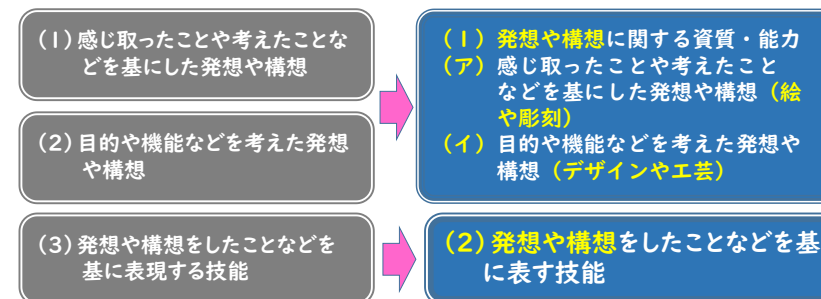 (1)感じ取ったことや考えたことな
どを基にした発想や構想
(2)目的や機能などを考えた発想
や構想
(3)発想や構想をしたことなどを
基に表現する技能
(1)発想や構想に関する資質・能力
(ア)感じ取ったことや考えたこと
などを基にした発想や構想(絵
や彫刻)
(イ)目的や機能などを考えた発想や
構想(デザインや工芸)
(2)発想や構想をしたことなどを基
に表す技能